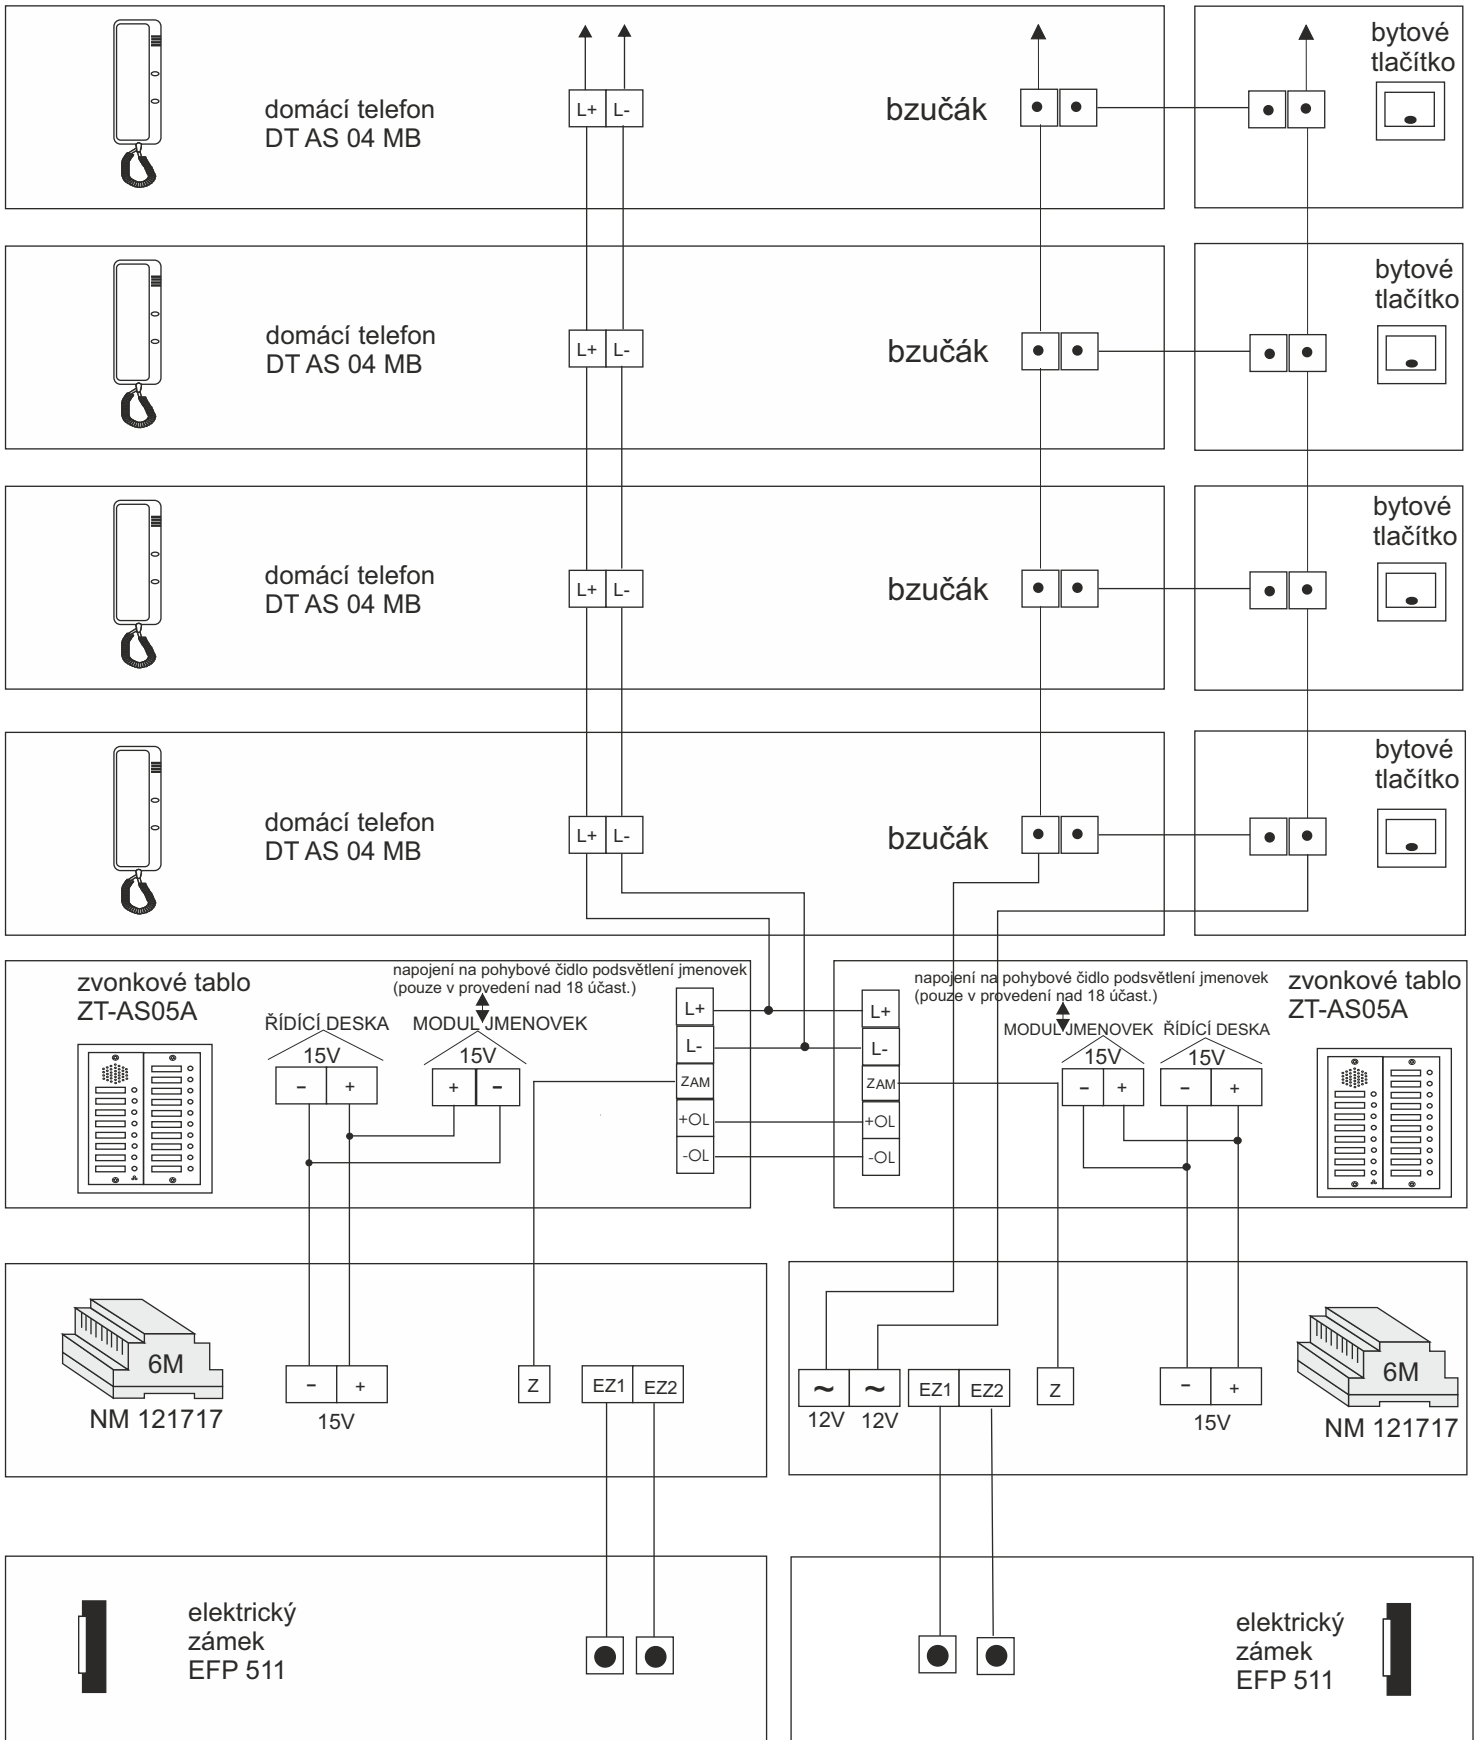 bytové
tlačítko
L+ L-
domácí telefon
DT AS 04 MB
bzučák
bytové
tlačítko
domácí telefon
DT AS 04 MB
L+ L-
bzučák
bytové
tlačítko
domácí telefon
DT AS 04 MB
L+ L-
bzučák
bytové
tlačítko
domácí telefon
DT AS 04 MB
L+ L-
bzučák
zvonkové tablo
ZT-AS05A
napojení na pohybové čidlo podsvětlení jmenovek
(pouze v provedení nad 18 účast.)
ŘÍDÍCÍ DESKA
MODUL JMENOVEK
15V
15V
- +
+ -
L+
L-
ZAM
+OL
-OL
napojení na pohybové čidlo podsvětlení jmenovek
(pouze v provedení nad 18 účast.)
zvonkové tablo
ZT-AS05A
MODUL JMENOVEK
ŘÍDÍCÍ DESKA
15V
15V
- +
- +
L+
L-
ZAM
+OL
-OL
6M
NM 121717
- +
15V
Z
EZ1 EZ2
~ ~
12V 12V
EZ1 EZ2
Z
- +
15V
6M
NM 121717
elektrický
zámek
EFP 511
elektrický
zámek
EFP 511